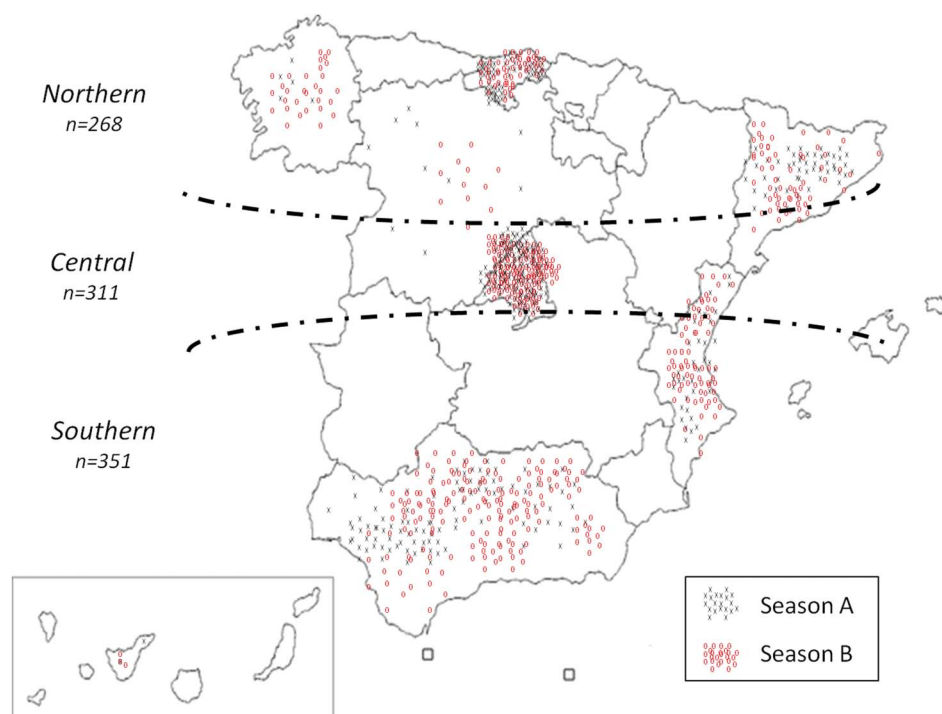 Northern
n=268
Central
n=311
Southern
n=351
Season A
Season B